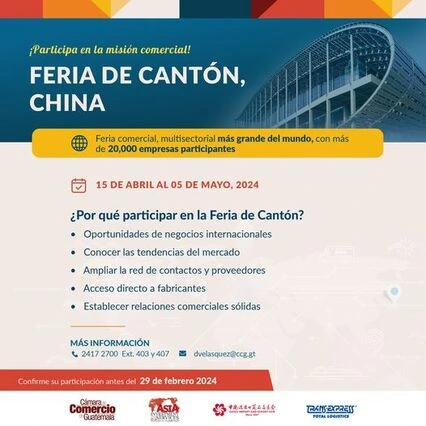 ¡Participa en la misión comercial!
FERIA DE CANTÓN,
CHINA
Feria comercial, multisectorial más grande del mundo, con más
de 20,000 empresas participantes
15 DE ABRIL AL 05 DE MAYO, 2024
¿Por qué participar en la Feria de Cantón?
• Oportunidades de negocios internacionales
• Conocer las tendencias del mercado
• Ampliar la red de contactos y proveedores
• Acceso directo a fabricantes
• Establecer relaciones comerciales sólidas
MÁS INFORMACIÓN
2417 2700 Ext. 403 y 407 dvelasquez@ccg.gt
Confirme su participación antes del 29 de febrero 2024
Cámara de
Comercio
de Guatemala
ASIA
TRANS-EXPRESS
TOTAL LOGISTICS